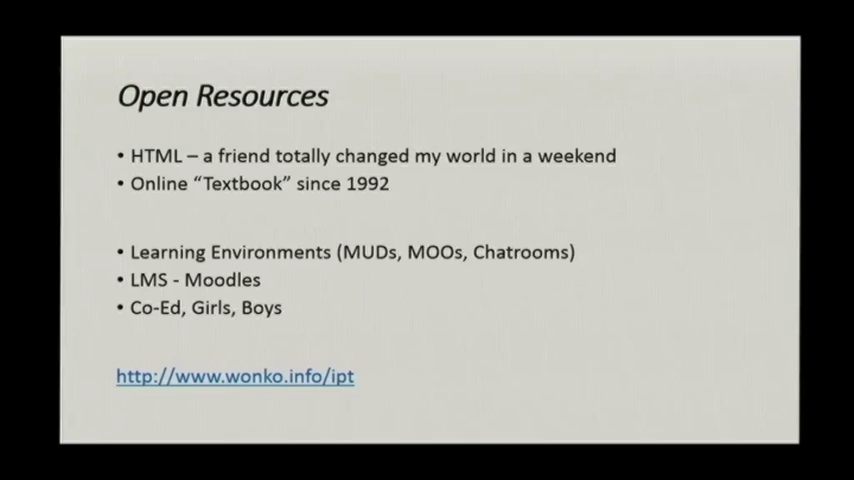 Open Resources
• HTML – a friend totally changed my world in a weekend
• Online “Textbook” since 1992
• Learning Environments (MUDs, MOOs, Chatrooms)
• LMS - Moodles
• Co-Ed, Girls, Boys
http://www.wonko.info/ipt